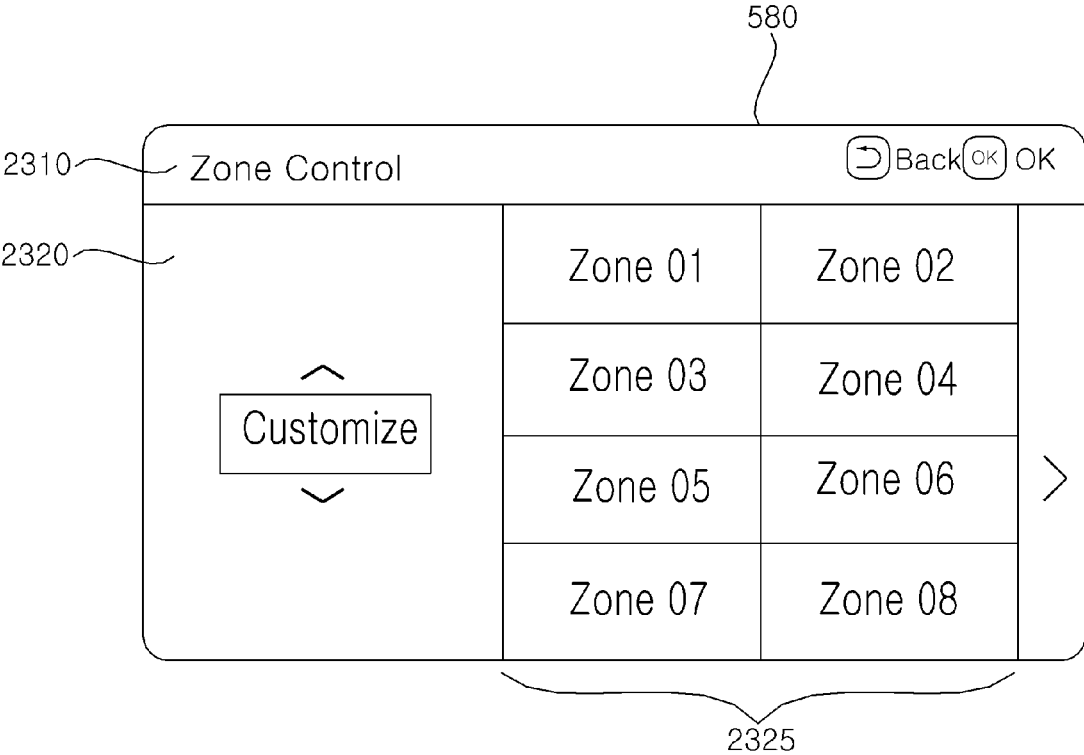 580
2310
Zone Control
Back OK OK
2320
Zone 01 Zone 02
Zone 03 Zone 04
Customize
Zone 05 Zone 06
Zone 07 Zone 08
2325